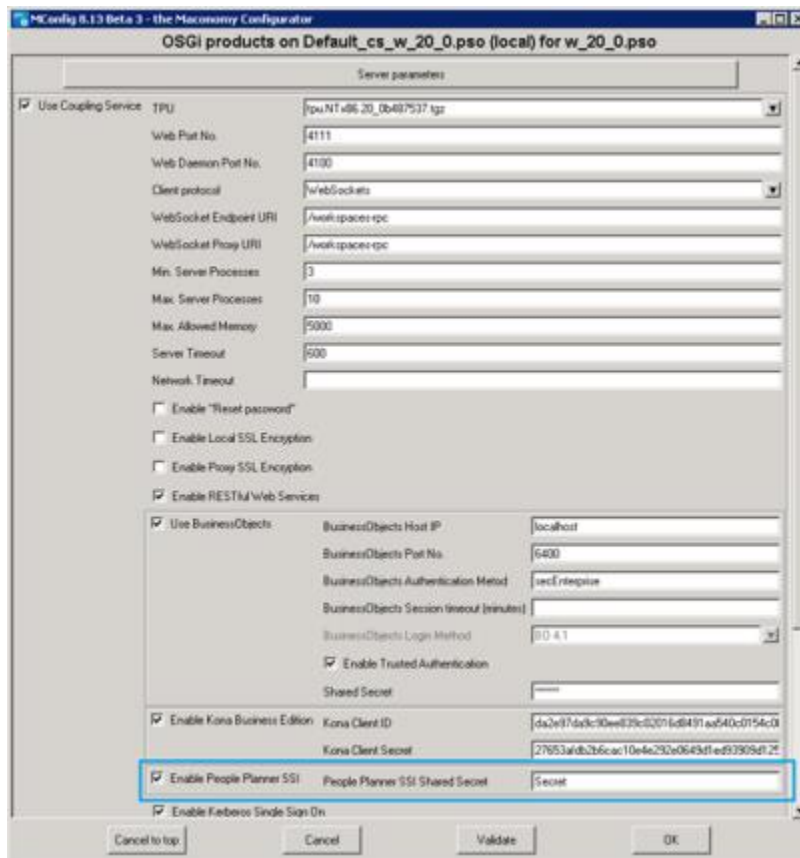 MConfig 8.13 Beta 3 - the Maconomy Configurator
OSGi products on Default_cs_w_20_0.pso (local) for w_20_0.pso
Server parameters
Use Coupling Service TPU tpu.NTx86.20_0b487537.tgz
Web Port No. 4111
Web Daemon Port No. 4100
Client protocol WebSockets
WebSocket Endpoint URI /workspaces-rpc
WebSocket Proxy URI /workspaces-rpc
Min. Server Processes 3
Max. Server Processes 10
Max. Allowed Memory 5000
Server Timeout 600
Network Timeout
Enable "Reset password"
Enable Local SSL Encryption
Enable Proxy SSL Encryption
Enable RESTful Web Services
Use BusinessObjects BusinessObjects Host IP localhost
BusinessObjects Port No. 6400
BusinessObjects Authentication Metod secEnterprise
BusinessObjects Session timeout (minutes)
BusinessObjects Login Method BO 4.1
Enable Trusted Authentication
Shared Secret
Enable Kona Business Edition Kona Client ID
Kona Client Secret
Enable People Planner SSI People Planner SSI Shared Secret Secret
Enable Kerberos Single Sign On
Cancel to top Cancel Validate OK